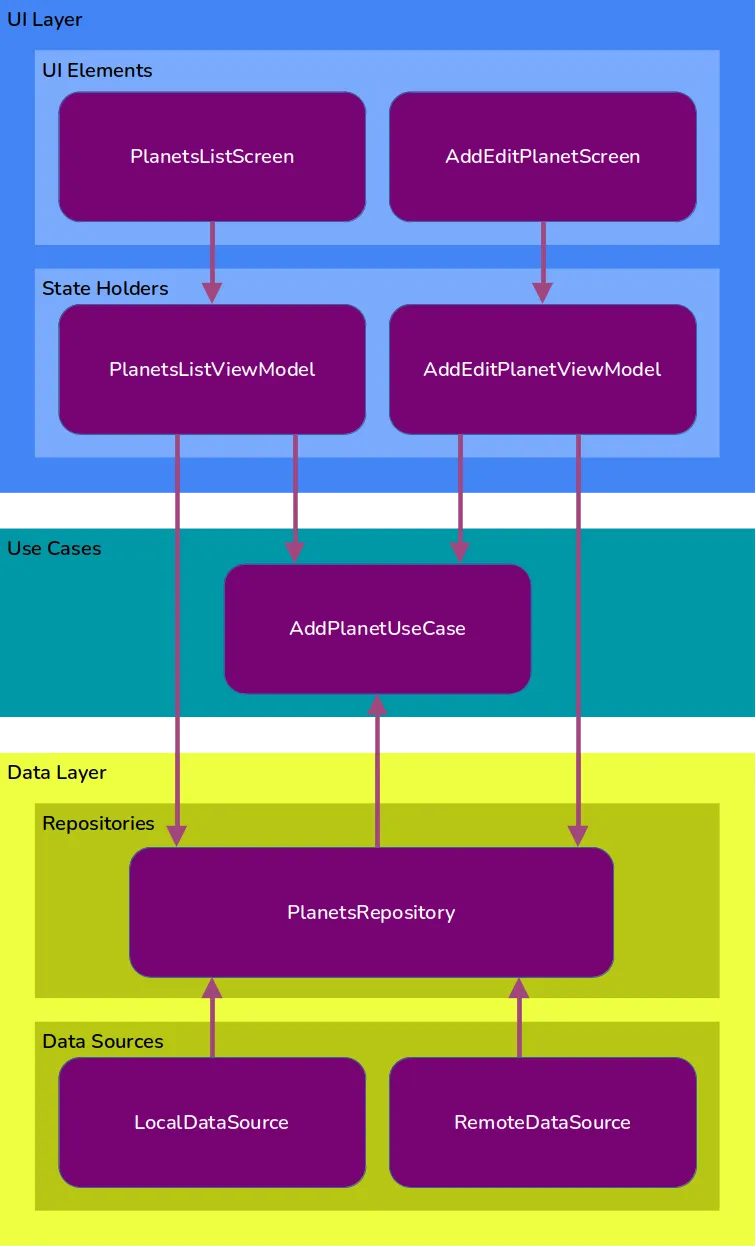 UI Layer
UI Elements
PlanetsListScreen
AddEditPlanetScreen
State Holders
PlanetsListViewModel
AddEditPlanetViewModel
Use Cases
AddPlanetUseCase
Data Layer
Repositories
PlanetsRepository
Data Sources
LocalDataSource
RemoteDataSource